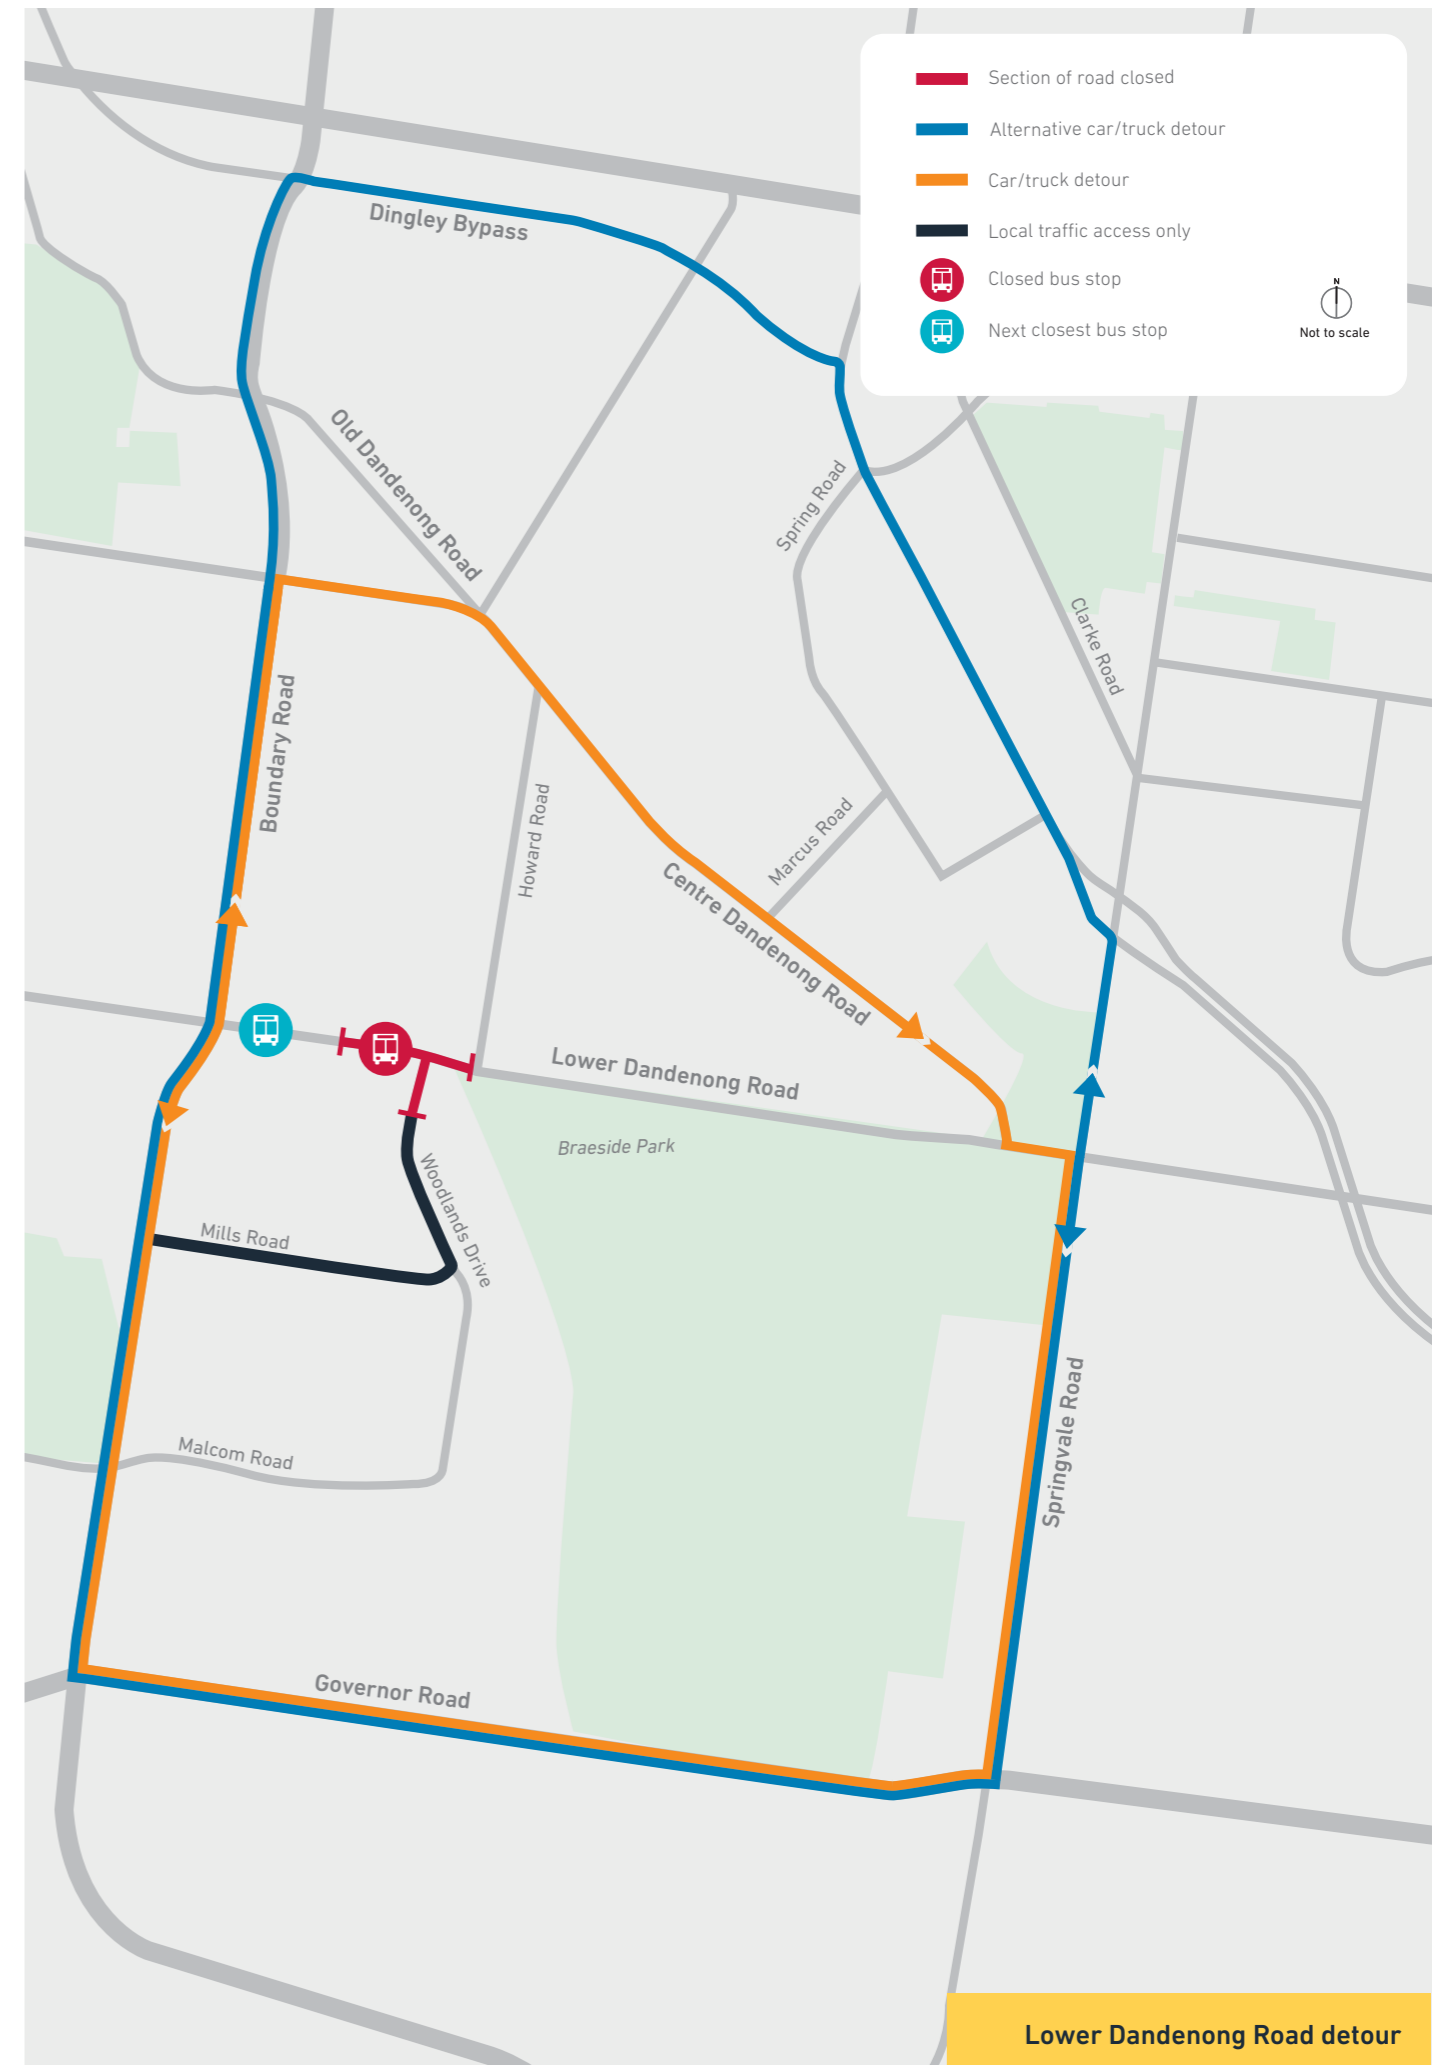 Section of road closed
Alternative car/truck detour
Car/truck detour
Local traffic access only
Closed bus stop
Next closest bus stop
N
Not to scale
Dingley Bypass
Old Dandenong Road
Spring Road
Clarke Road
Boundary Road
Howard Road
Marcus Road
Centre Dandenong Road
Lower Dandenong Road
Braeside Park
Woodlands Drive
Mills Road
Springvale Road
Malcom Road
Governor Road
Lower Dandenong Road detour